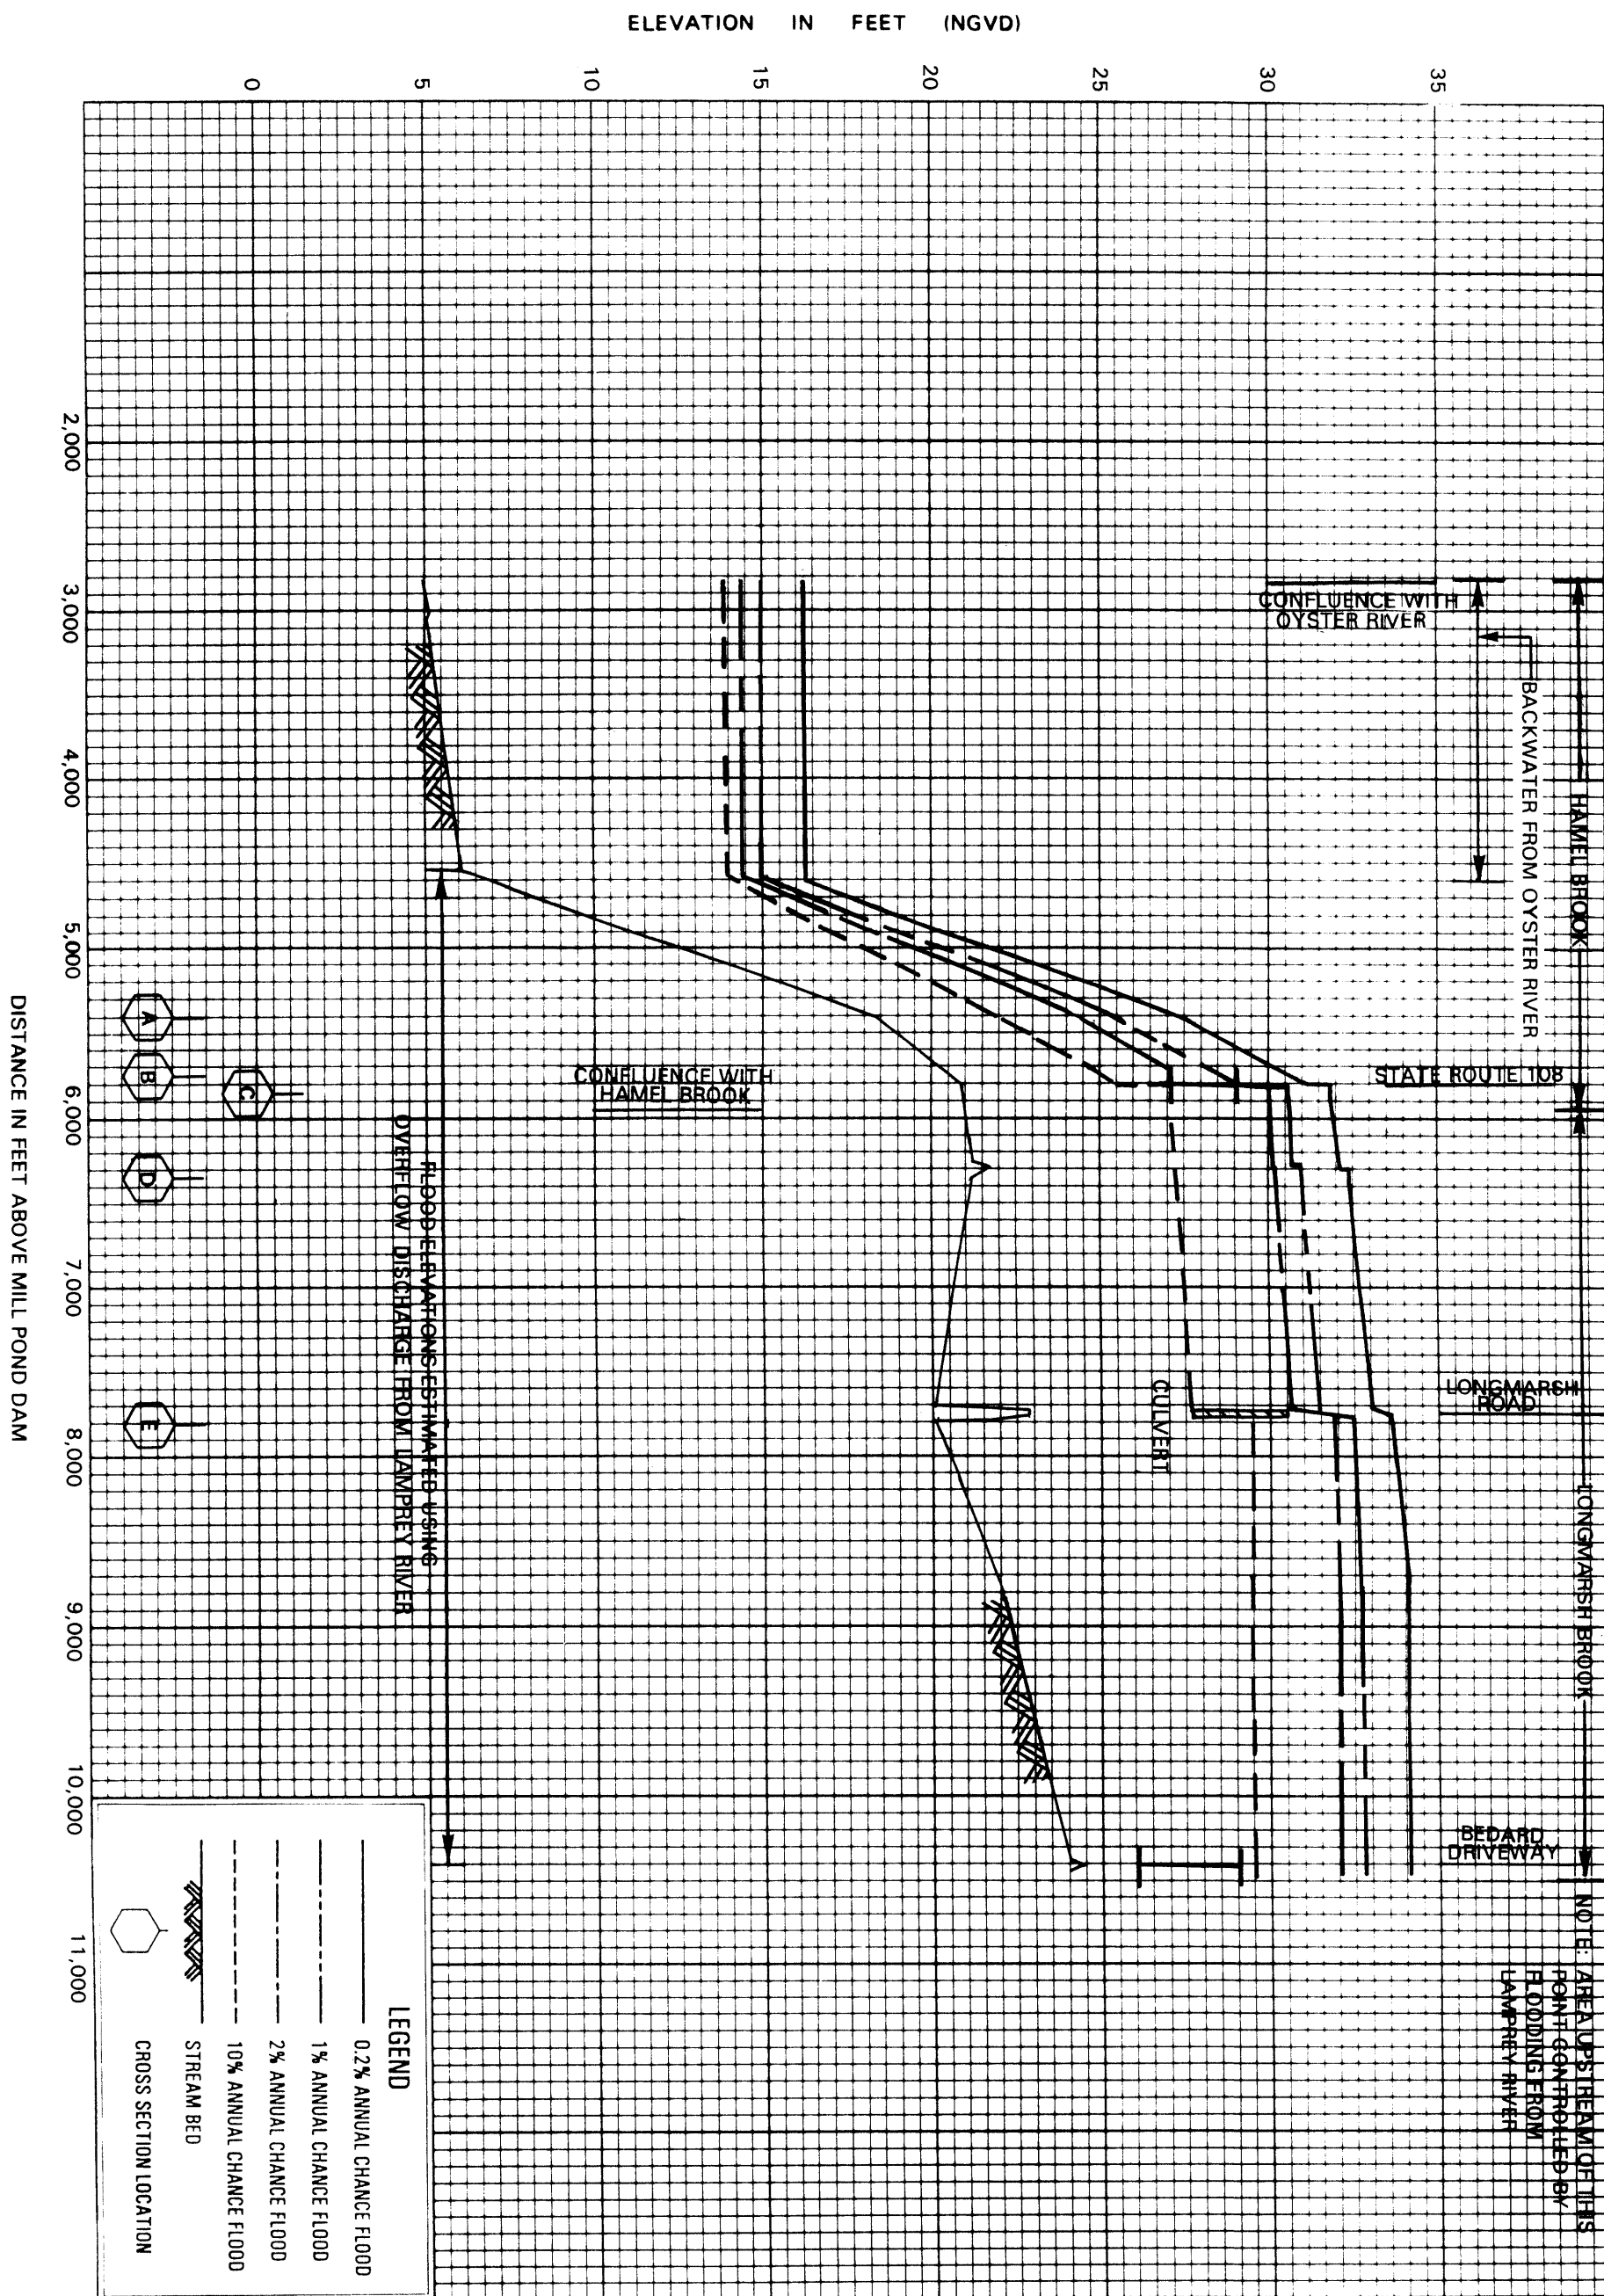 ELEVATION IN FEET (NGVD)
0
5
10
15
20
25
30
35
HAMEL BROOK
BACKWATER FROM OYSTER RIVER
CONFLUENCE WITH
OYSTER RIVER
STATE ROUTE 108
CONFLUENCE WITH
HAMEL BROOK
LONGMARSH
ROAD
CULVERT
LONGMARSH BROOK
BEDARD
DRIVEWAY
NOTE: AREA UPSTREAM OF THIS
POINT CONTROLLED BY
FLOODING FROM
LAMPREY RIVER
FLOOD ELEVATIONS ESTIMATED USING
OVERFLOW DISCHARGE FROM LAMPREY RIVER
A
B
C
D
E
2,000
3,000
4,000
5,000
6,000
7,000
8,000
9,000
10,000
11,000
DISTANCE IN FEET ABOVE MILL POND DAM
LEGEND
0.2% ANNUAL CHANCE FLOOD
1% ANNUAL CHANCE FLOOD
2% ANNUAL CHANCE FLOOD
10% ANNUAL CHANCE FLOOD
STREAM BED
CROSS SECTION LOCATION